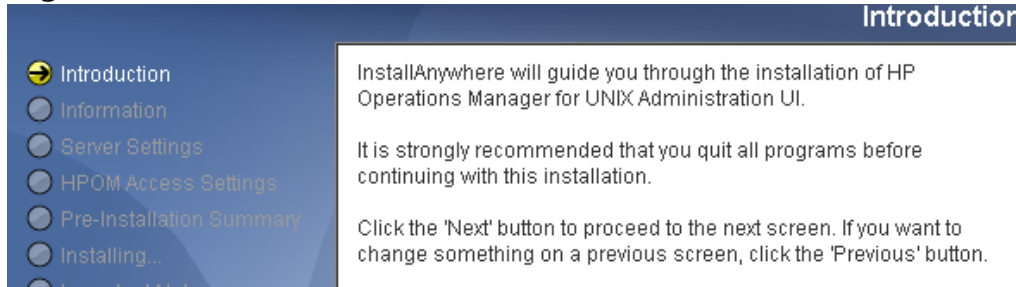 Introduction
Introduction
Information
Server Settings
HPOM Access Settings
Pre-Installation Summary
Installing...
InstallAnywhere will guide you through the installation of HP
Operations Manager for UNIX Administration UI.
It is strongly recommended that you quit all programs before
continuing with this installation.
Click the 'Next' button to proceed to the next screen. If you want to
change something on a previous screen, click the 'Previous' button.